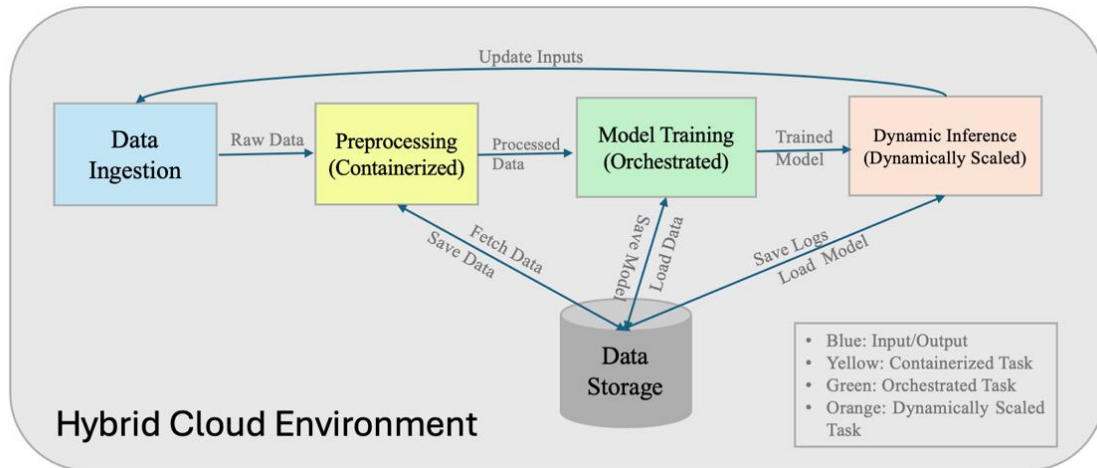 Update Inputs
Data
Ingestion
Raw Data
Preprocessing
(Containerized)
Processed
Data
Model Training
(Orchestrated)
Trained
Model
Dynamic Inference
(Dynamically Scaled)
Fetch Data
Save Data
Save Model
Load Data
Save Logs
Load Model
Data
Storage
• Blue: Input/Output
• Yellow: Containerized Task
• Green: Orchestrated Task
• Orange: Dynamically Scaled
Task
Hybrid Cloud Environment